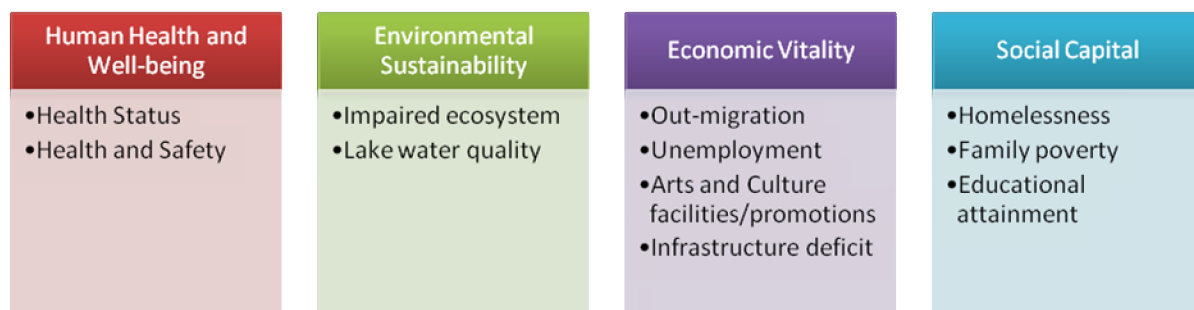 Human Health and
Well-being
•Health Status
•Health and Safety
Environmental
Sustainability
•Impaired ecosystem
•Lake water quality
Economic Vitality
•Out-migration
•Unemployment
•Arts and Culture
facilities/promotions
•Infrastructure deficit
Social Capital
•Homelessness
•Family poverty
•Educational
attainment